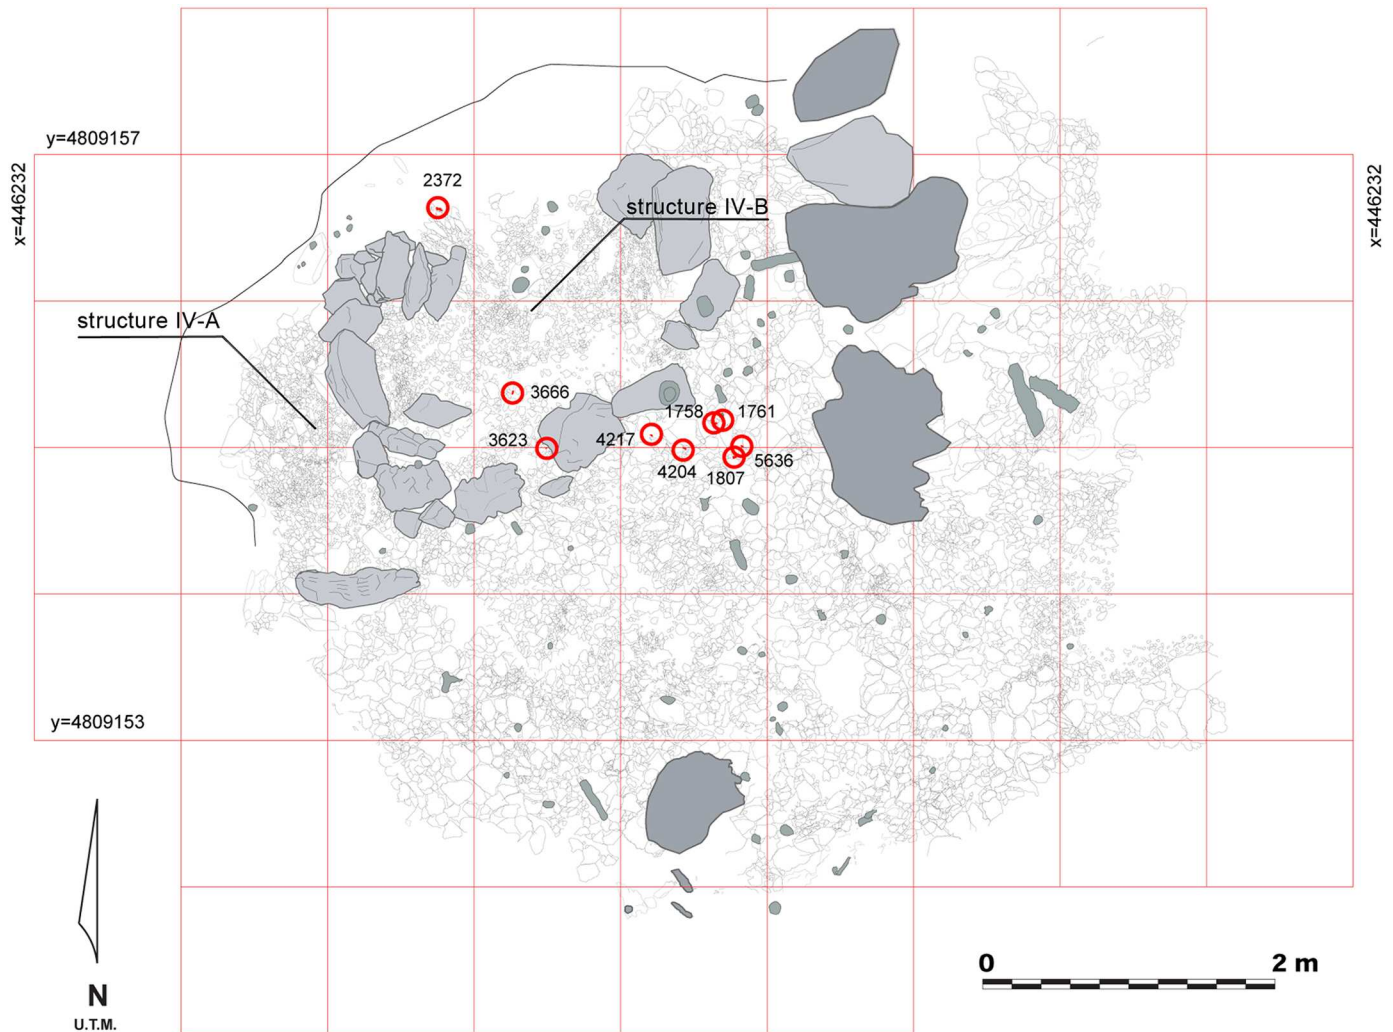 y=4809157
x=446232
x=446232
2372
structure IV-B
structure IV-A
3666
1758
1761
3623
4217
4204
5636
1807
y=4809153
0 2 m
N
U.T.M.